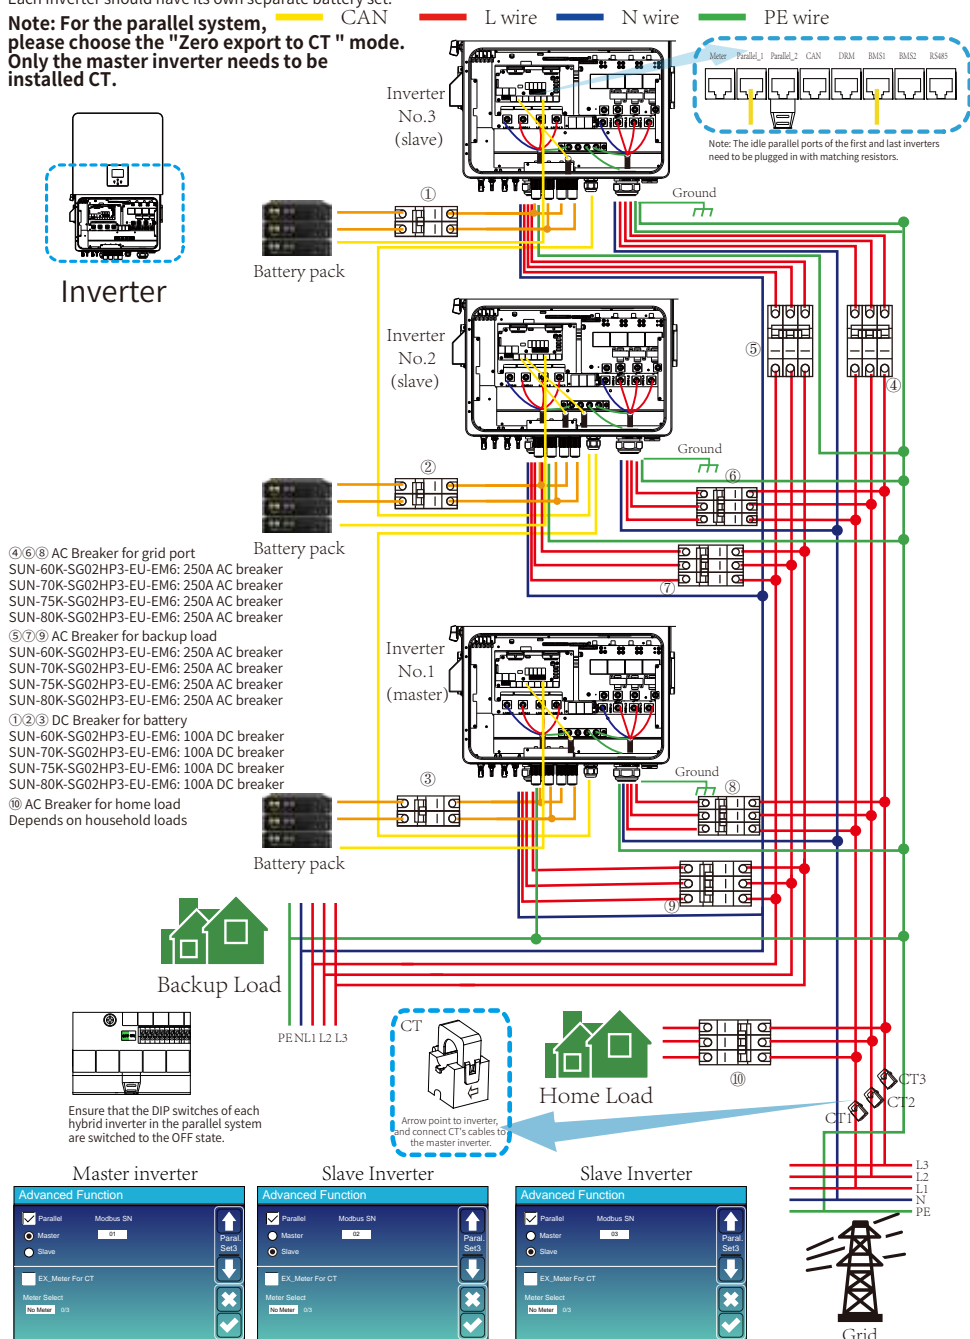 Each inverter should have its own separate battery set.
Note: For the parallel system,
please choose the "Zero export to CT " mode.
Only the master inverter needs to be
installed CT.
CAN
L wire
N wire
PE wire
Inverter
No.3
(slave)
Meter Parallel_1 Parallel_2 CAN DRM BMS1 BMS2 RS485
Note: The idle parallel ports of the first and last inverters
need to be plugged in with matching resistors.
Inverter
①
Ground
Battery pack
Inverter
No.2
(slave)
⑤
④
②
Ground
⑥
Battery pack
⑦
④⑥⑧ AC Breaker for grid port
SUN-60K-SG02HP3-EU-EM6: 250A AC breaker
SUN-70K-SG02HP3-EU-EM6: 250A AC breaker
SUN-75K-SG02HP3-EU-EM6: 250A AC breaker
SUN-80K-SG02HP3-EU-EM6: 250A AC breaker
⑤⑦⑨ AC Breaker for backup load
SUN-60K-SG02HP3-EU-EM6: 250A AC breaker
SUN-70K-SG02HP3-EU-EM6: 250A AC breaker
SUN-75K-SG02HP3-EU-EM6: 250A AC breaker
SUN-80K-SG02HP3-EU-EM6: 250A AC breaker
①②③ DC Breaker for battery
SUN-60K-SG02HP3-EU-EM6: 100A DC breaker
SUN-70K-SG02HP3-EU-EM6: 100A DC breaker
SUN-75K-SG02HP3-EU-EM6: 100A DC breaker
SUN-80K-SG02HP3-EU-EM6: 100A DC breaker
⑩ AC Breaker for home load
Depends on household loads
Inverter
No.1
(master)
③
Ground
⑧
Battery pack
⑨
Backup Load
PE N L1 L2 L3
CT
Arrow point to inverter,
and connect CT's cables to
the master inverter.
Home Load
⑩
CT3
CT2
CT1
Ensure that the DIP switches of each
hybrid inverter in the parallel system
are switched to the OFF state.
L3
L2
L1
N
PE
Grid
Master inverter
Advanced Function
Parallel Modbus SN
Master 01
Slave
Paral.
Set3
EX_Meter For CT
Meter Select
No Meter 0/3
Slave Inverter
Advanced Function
Parallel Modbus SN
Master 02
Slave
Paral.
Set3
EX_Meter For CT
Meter Select
No Meter 0/3
Slave Inverter
Advanced Function
Parallel Modbus SN
Master 03
Slave
Paral.
Set3
EX_Meter For CT
Meter Select
No Meter 0/3